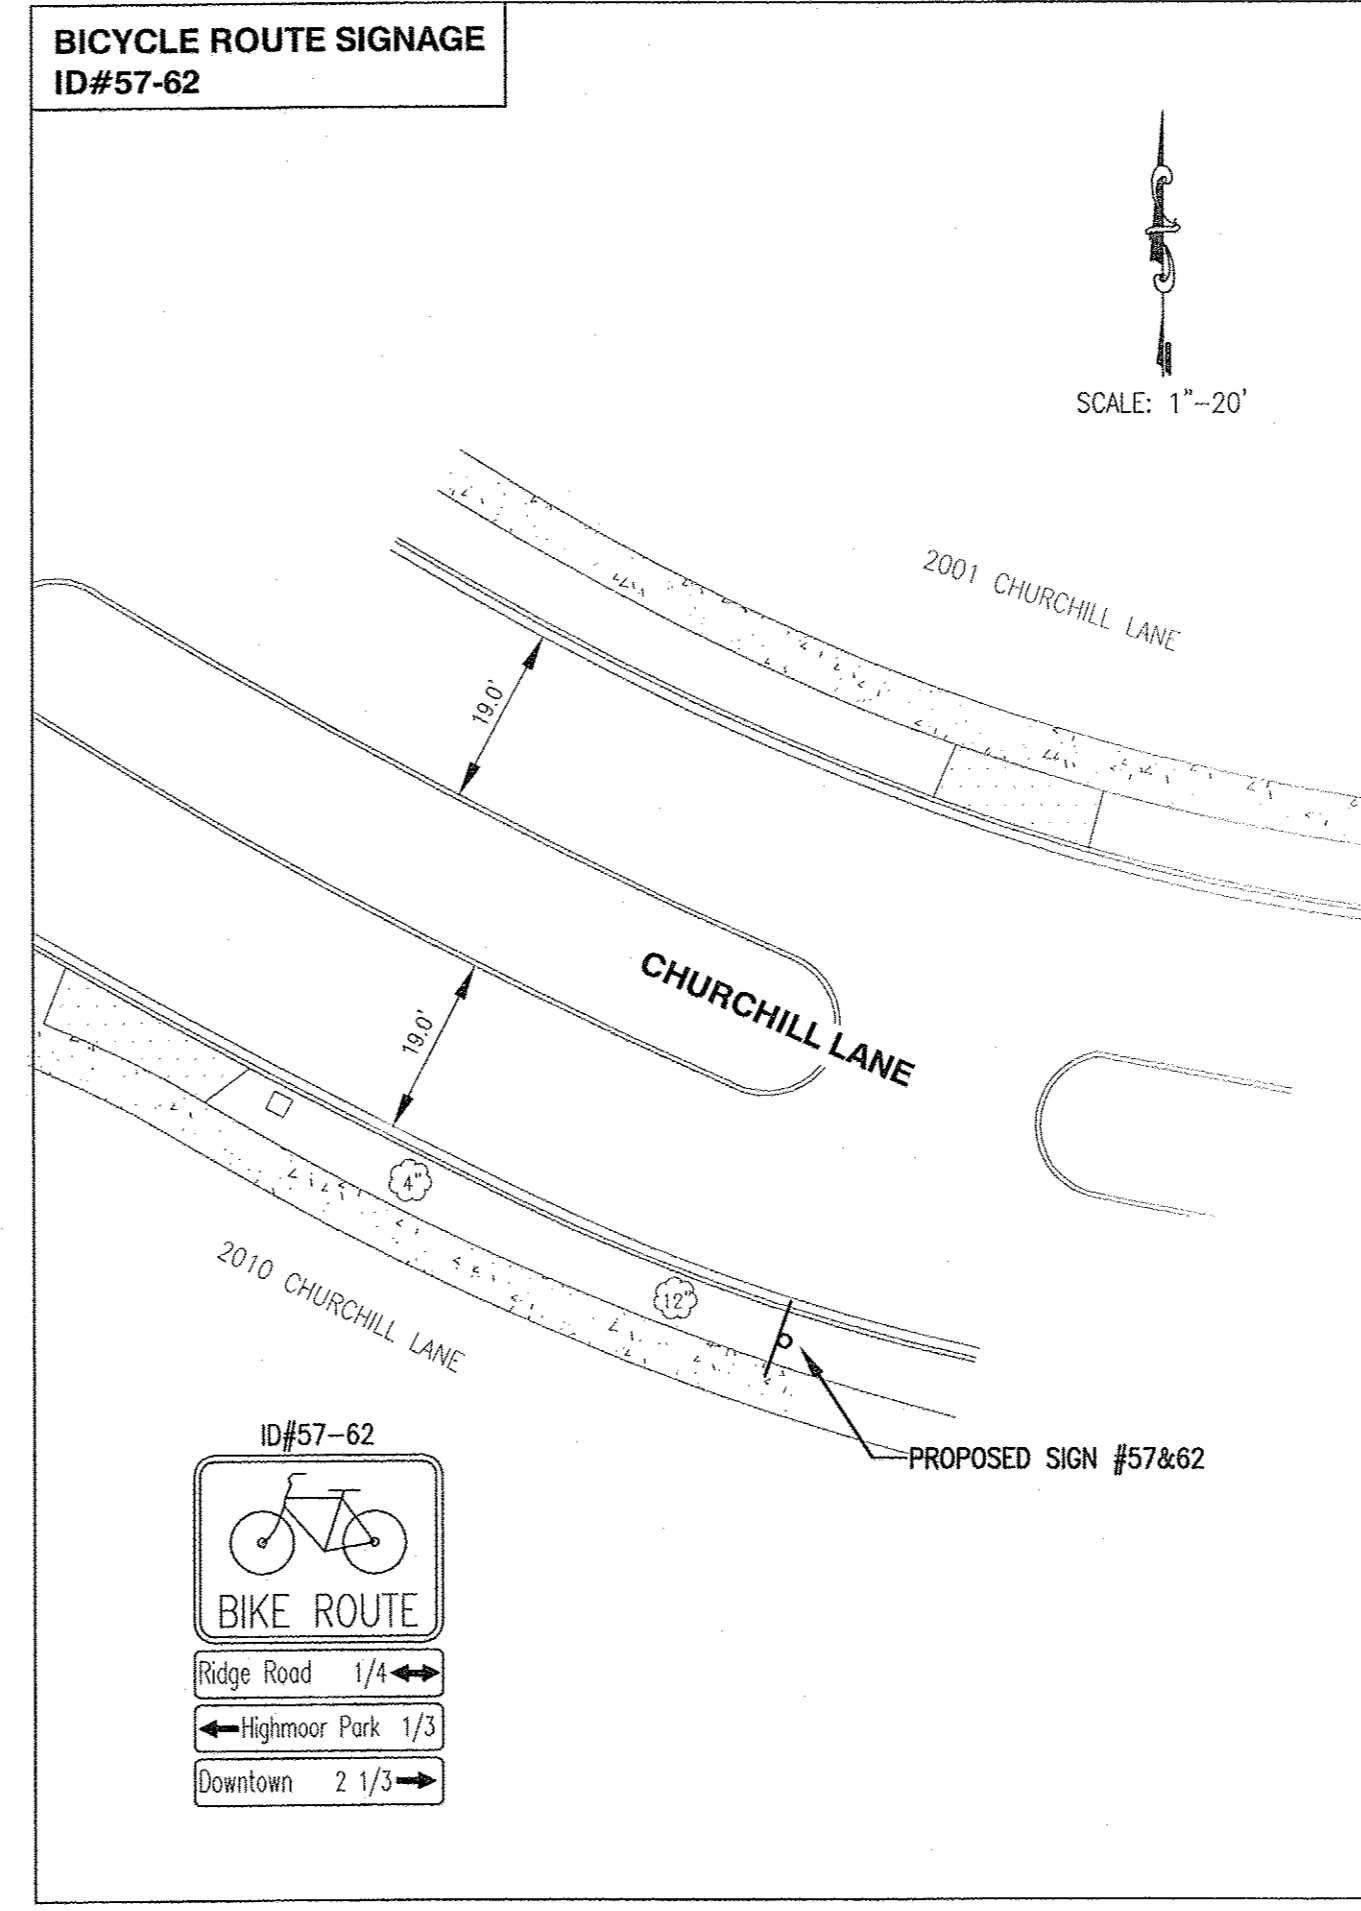 BICYCLE ROUTE SIGNAGE
ID#57-62
SCALE: 1"-20'
2001 CHURCHILL LANE
19.0'
CHURCHILL LANE
19.0'
4"
12"
2010 CHURCHILL LANE
PROPOSED SIGN #57&62
ID#57-62
BIKE ROUTE
Ridge Road 1/4
Highmoor Park 1/3
Downtown 2 1/3